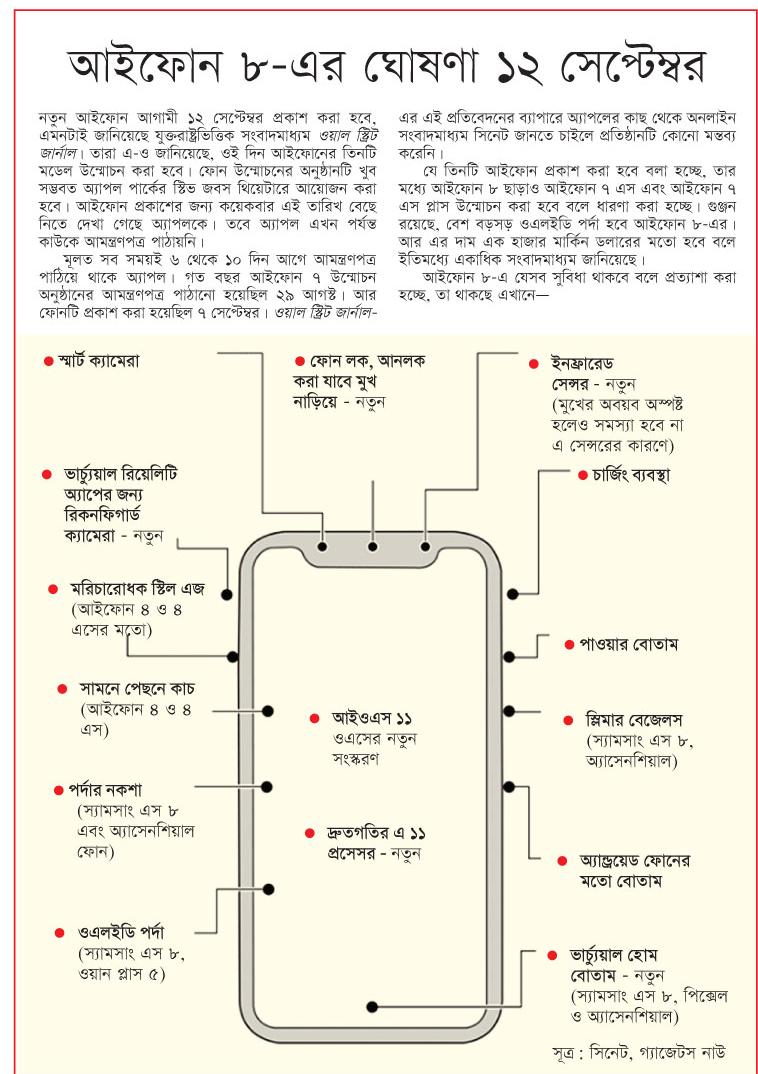 আইফোন ৮-এর ঘোষণা ১২ সেপ্টেম্বর
নতুন আইফোন আগামী ১২ সেপ্টেম্বর প্রকাশ করা হবে,
এমনটাই জানিয়েছে যুক্তরাষ্ট্রভিত্তিক সংবাদমাধ্যম ওয়াল স্ট্রিট
জার্নাল। তারা এ-ও জানিয়েছে, ওই দিন আইফোনের তিনটি
মডেল উন্মোচন করা হবে। ফোন উন্মোচনের অনুষ্ঠানটি খুব
সম্ভবত অ্যাপল পার্কের স্টিভ জবস থিয়েটারে আয়োজন করা
হবে। আইফোন প্রকাশের জন্য কয়েকবার এই তারিখ বেছে
নিতে দেখা গেছে অ্যাপলকে। তবে অ্যাপল এখন পর্যন্ত
কাউকে আমন্ত্রণপত্র পাঠায়নি।
মূলত সব সময়ই ৬ থেকে ১০ দিন আগে আমন্ত্রণপত্র
পাঠিয়ে থাকে অ্যাপল। গত বছর আইফোন ৭ উন্মোচন
অনুষ্ঠানের আমন্ত্রণপত্র পাঠানো হয়েছিল ২৯ আগস্ট। আর
ফোনটি প্রকাশ করা হয়েছিল ৭ সেপ্টেম্বর। ওয়াল স্ট্রিট জার্নাল-
এর এই প্রতিবেদনের ব্যাপারে অ্যাপলের কাছ থেকে অনলাইন
সংবাদমাধ্যম সিনেট জানতে চাইলে প্রতিষ্ঠানটি কোনো মন্তব্য
করেনি।
যে তিনটি আইফোন প্রকাশ করা হবে বলা হচ্ছে, তার
মধ্যে আইফোন ৮ ছাড়াও আইফোন ৭ এস এবং আইফোন ৭
এস প্লাস উন্মোচন করা হবে বলে ধারণা করা হচ্ছে। গুঞ্জন
রয়েছে, বেশ বড়সড় ওএলইডি পর্দা হবে আইফোন ৮-এর।
আর এর দাম এক হাজার মার্কিন ডলারের মতো হবে বলে
ইতিমধ্যে একাধিক সংবাদমাধ্যম জানিয়েছে।
আইফোন ৮-এ যেসব সুবিধা থাকবে বলে প্রত্যাশা করা
হচ্ছে, তা থাকছে এখানে—
স্মার্ট ক্যামেরা
ফোন লক, আনলক
করা যাবে মুখ
নাড়িয়ে - নতুন
ইনফ্রারেড
সেন্সর - নতুন
(মুখের অবয়ব অস্পষ্ট
হলেও সমস্যা হবে না
এ সেন্সরের কারণে)
ভার্চ্যুয়াল রিয়েলিটি
অ্যাপের জন্য
রিকনফিগার্ড
ক্যামেরা - নতুন
চার্জিং ব্যবস্থা
মরিচারোধক স্টিল এজ
(আইফোন ৪ ও ৪
এসের মতো)
পাওয়ার বোতাম
সামনে পেছনে কাচ
(আইফোন ৪ ও ৪
এস)
আইওএস ১১
ওএসের নতুন
সংস্করণ
স্লিমার বেজেলস
(স্যামসাং এস ৮,
অ্যাসেনশিয়াল)
পর্দার নকশা
(স্যামসাং এস ৮
এবং অ্যাসেনশিয়াল
ফোন)
দ্রুতগতির এ ১১
প্রসেসর - নতুন
অ্যান্ড্রয়েড ফোনের
মতো বোতাম
ওএলইডি পর্দা
(স্যামসাং এস ৮,
ওয়ান প্লাস ৫)
ভার্চ্যুয়াল হোম
বোতাম - নতুন
(স্যামসাং এস ৮, পিক্সেল
ও অ্যাসেনশিয়াল)
সূত্র : সিনেট, গ্যাজেটস নাউ